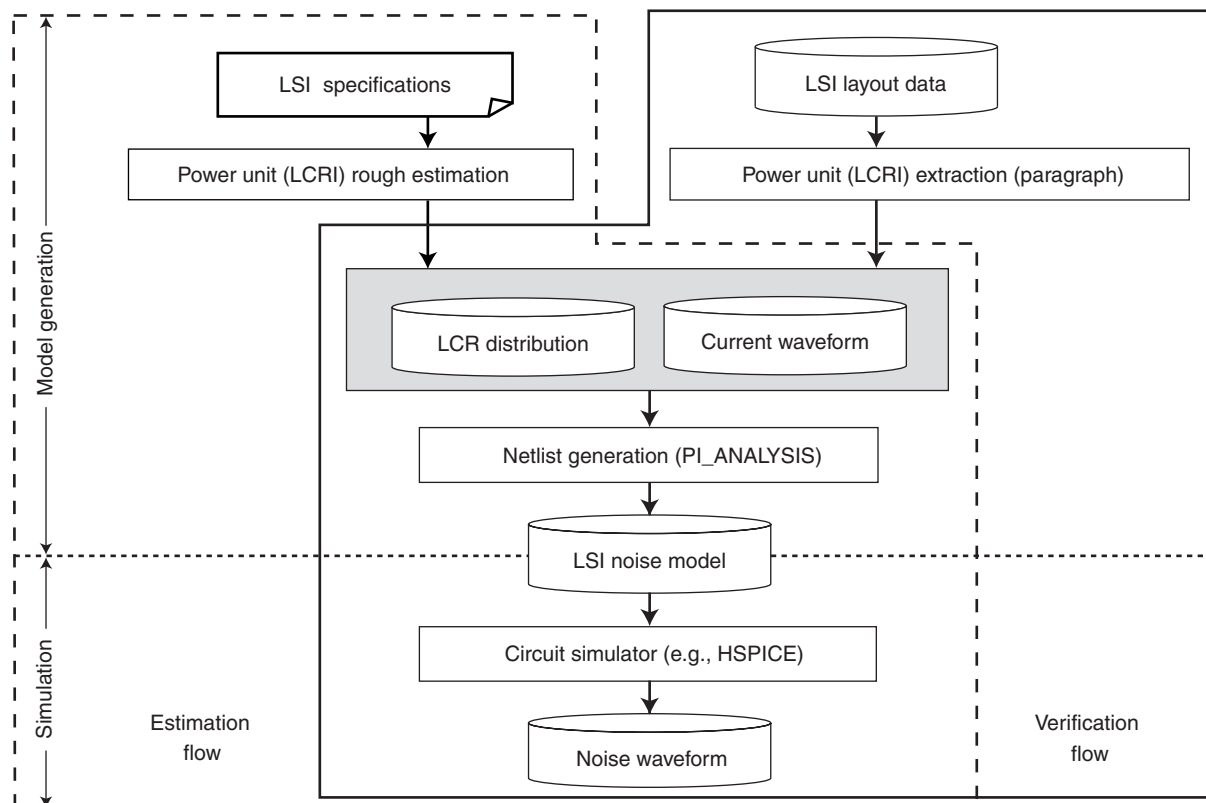 LSI specifications
LSI layout data
Power unit (LCRI) rough estimation
Power unit (LCRI) extraction (paragraph)
Model generation
LCR distribution
Current waveform
Netlist generation (PI_ANALYSIS)
LSI noise model
Simulation
Circuit simulator (e.g., HSPICE)
Estimation
flow
Noise waveform
Verification
flow